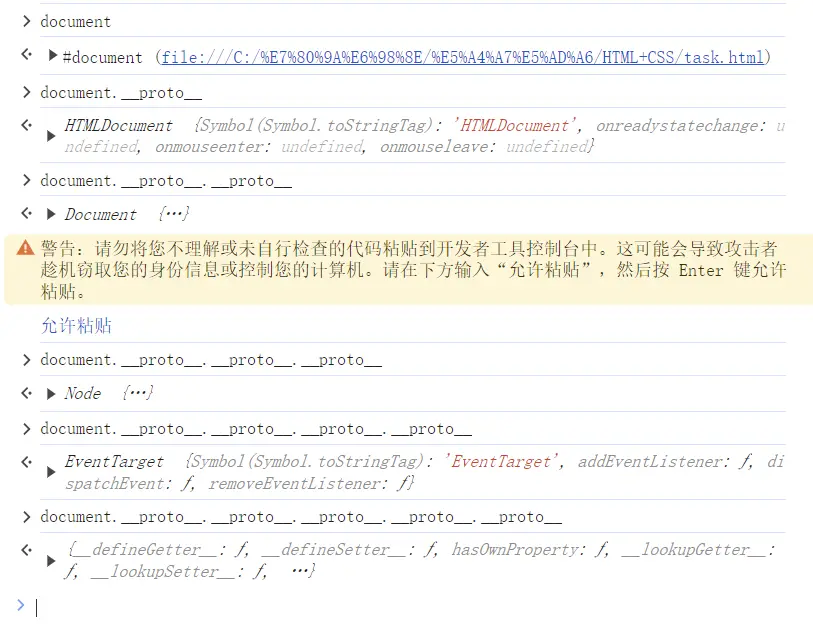 > document
#document (file:///C:/%E7%80%9A%E6%98%8E/%E5%A4%A7%E5%AD%A6/HTML+CSS/task.html)
> document.__proto__
HTMLDocument {Symbol(Symbol.toStringTag): 'HTMLDocument', onreadystatechange: u
ndefined, onmouseenter: undefined, onmouseleave: undefined}
> document.__proto__.__proto__
Document {…}
警告：请勿将您不理解或未自行检查的代码粘贴到开发者工具控制台中。这可能会导致攻击者
趁机窃取您的身份信息或控制您的计算机。请在下方输入“允许粘贴”，然后按 Enter 键允许
粘贴。
允许粘贴
> document.__proto__.__proto__.__proto__
Node {…}
> document.__proto__.__proto__.__proto__.__proto__
EventTarget {Symbol(Symbol.toStringTag): 'EventTarget', addEventListener: ƒ, di
spatchEvent: ƒ, removeEventListener: ƒ}
> document.__proto__.__proto__.__proto__.__proto__.__proto__
{__defineGetter__: ƒ, __defineSetter__: ƒ, hasOwnProperty: ƒ, __lookupGetter__:
ƒ, __lookupSetter__: ƒ, …}
>